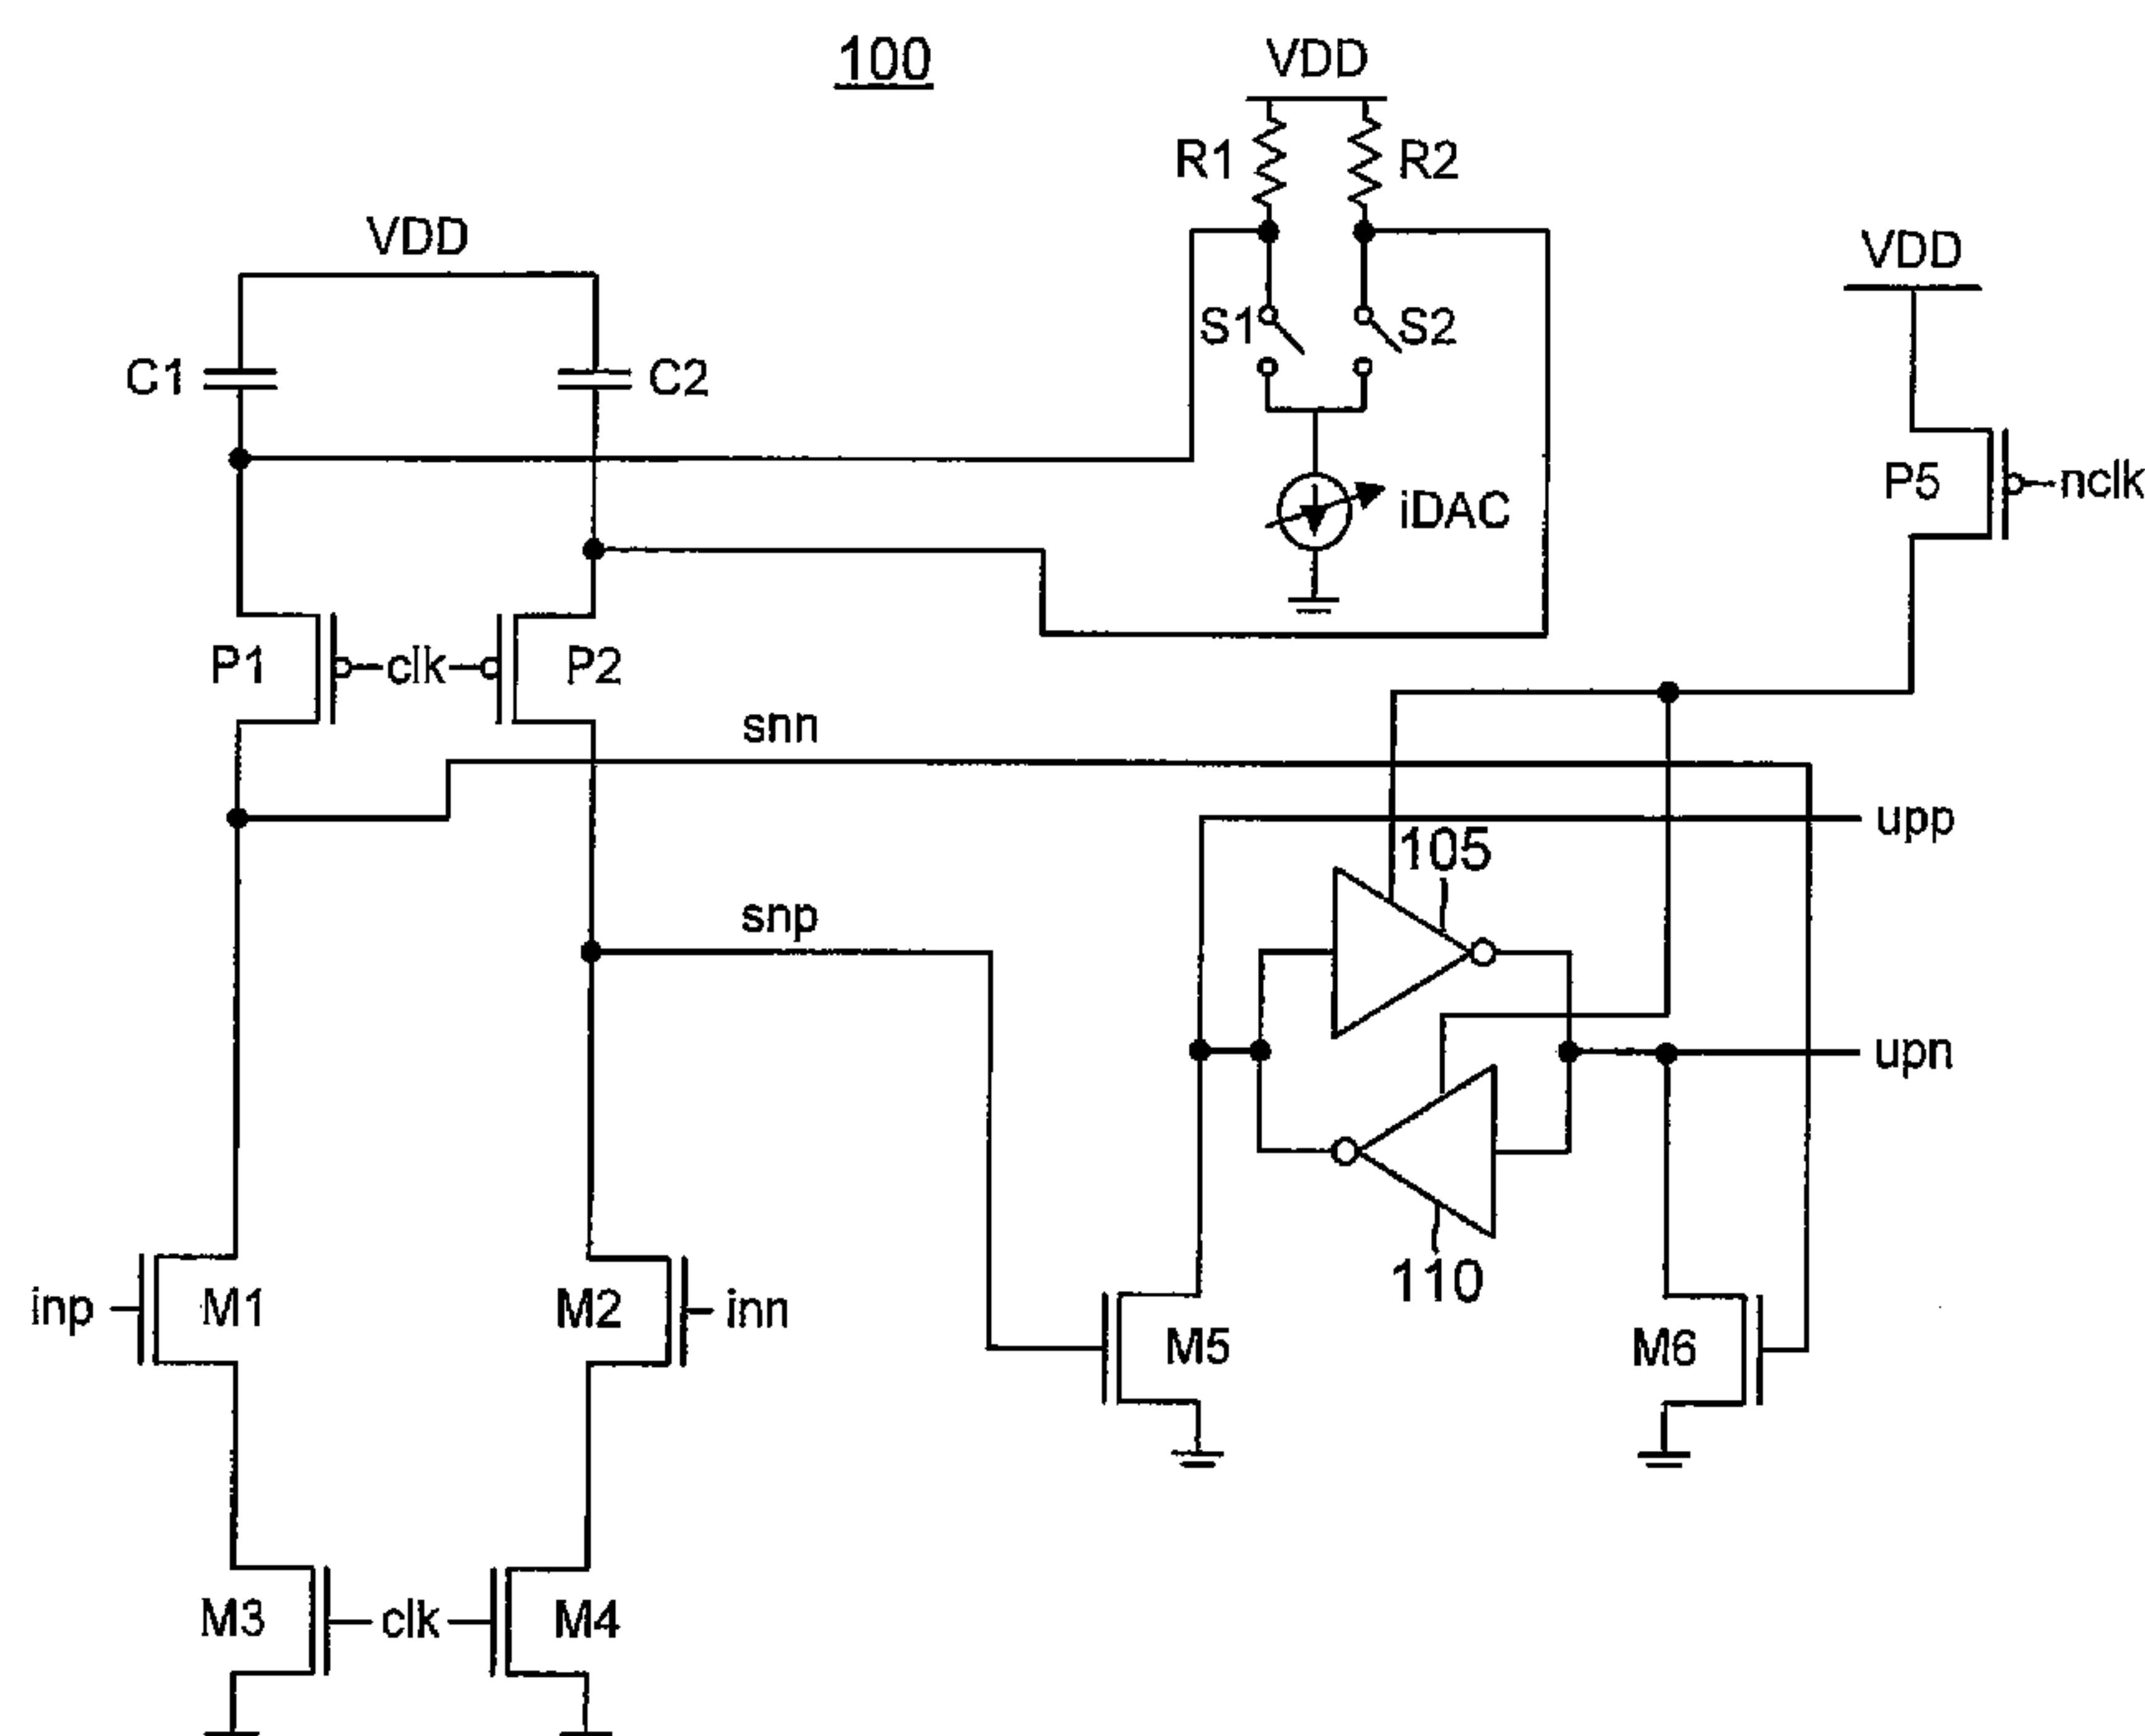 100
VDD
R1
R2
VDD
VDD
S1
S2
C1
C2
P5
nclk
iDAC
P1
clk
P2
snn
upp
105
snp
upn
110
inp
M1
M2
inn
M5
M6
M3
clk
M4